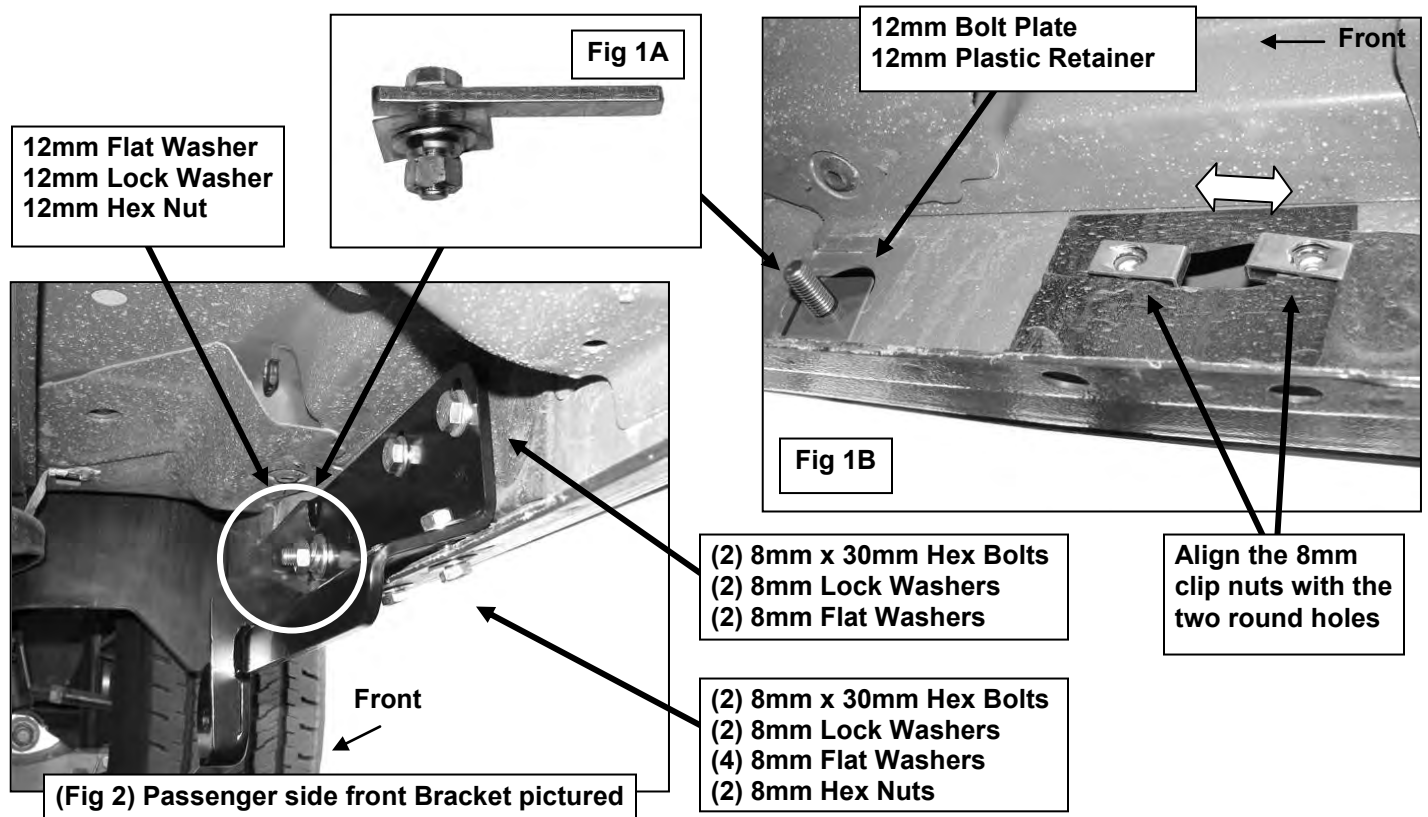 Fig 1A
12mm Bolt Plate
12mm Plastic Retainer
Front
12mm Flat Washer
12mm Lock Washer
12mm Hex Nut
Fig 1B
(2) 8mm x 30mm Hex Bolts
(2) 8mm Lock Washers
(2) 8mm Flat Washers
Align the 8mm
clip nuts with the
two round holes
Front
(2) 8mm x 30mm Hex Bolts
(2) 8mm Lock Washers
(4) 8mm Flat Washers
(2) 8mm Hex Nuts
(Fig 2) Passenger side front Bracket pictured